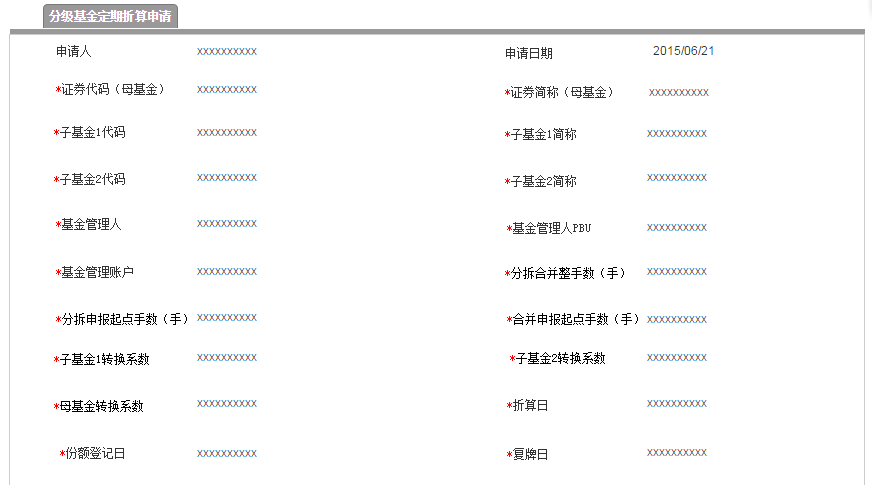 分级基金定期折算申请
申请人 xxxxxxxxxx 申请日期 2015/06/21
*证券代码（母基金） xxxxxxxxxx *证券简称（母基金） xxxxxxxxxx
*子基金1代码 xxxxxxxxxx *子基金1简称 xxxxxxxxxx
*子基金2代码 xxxxxxxxxx *子基金2简称 xxxxxxxxxx
*基金管理人 xxxxxxxxxx *基金管理人PBU xxxxxxxxxx
*基金管理账户 xxxxxxxxxx *分拆合并整手数（手） xxxxxxxxxx
*分拆申报起点手数（手） xxxxxxxxxx *合并申报起点手数（手） xxxxxxxxxx
*子基金1转换系数 xxxxxxxxxx *子基金2转换系数 xxxxxxxxxx
*母基金转换系数 xxxxxxxxxx *折算日 xxxxxxxxxx
*份额登记日 xxxxxxxxxx *复牌日 xxxxxxxxxx